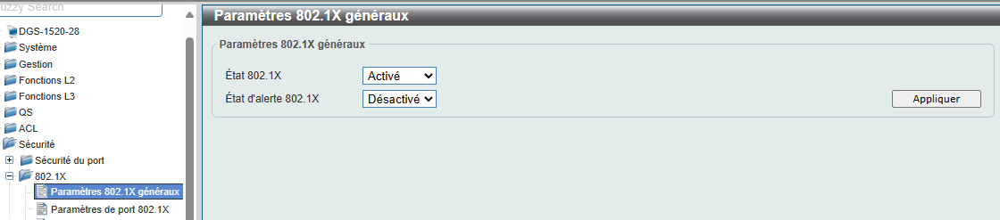 uzzy Search
DGS-1520-28
Système
Gestion
Fonctions L2
Fonctions L3
QS
ACL
Sécurité
Sécurité du port
802.1X
Paramètres 802.1X généraux
Paramètres de port 802.1X
Paramètres 802.1X généraux
Paramètres 802.1X généraux
État 802.1X Activé
État d'alerte 802.1X Désactivé Appliquer